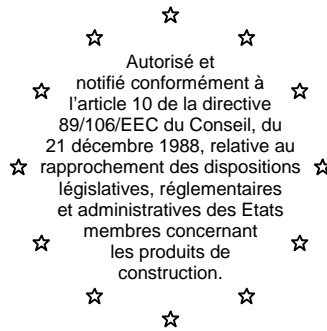 Autorisé et
notifié conformément à
l'article 10 de la directive
89/106/EEC du Conseil, du
21 décembre 1988, relative au
rapprochement des dispositions
législatives, réglementaires
et administratives des Etats
membres concernant
les produits de
construction.